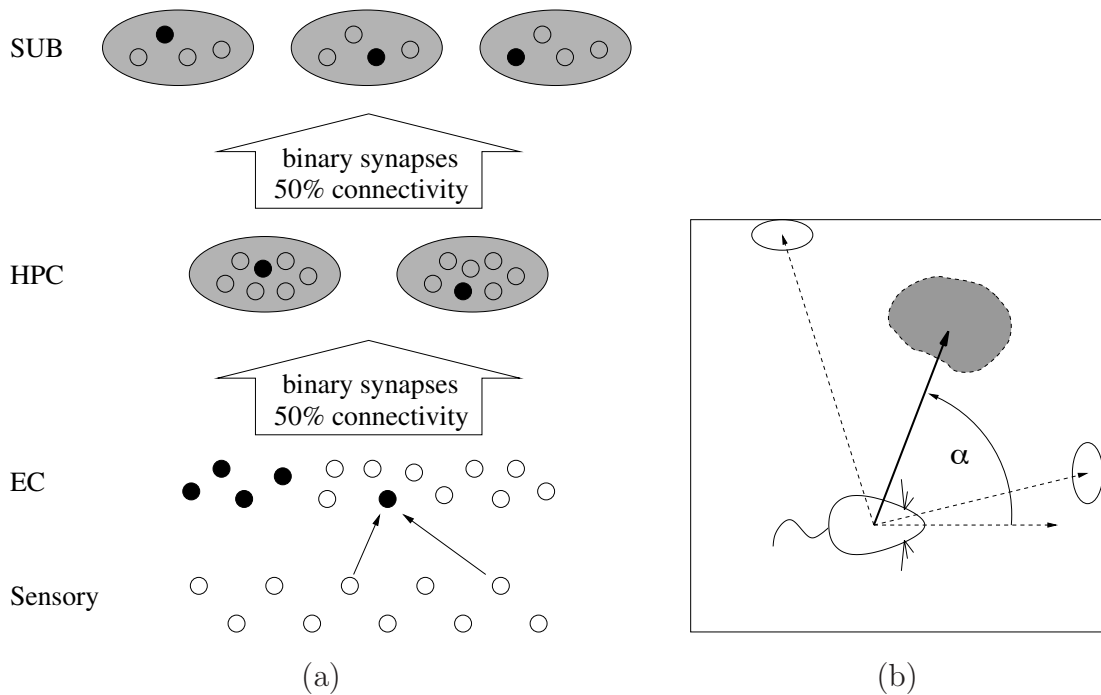 SUB
binary synapses
50% connectivity
HPC
binary synapses
50% connectivity
EC
Sensory
(a)
α
(b)